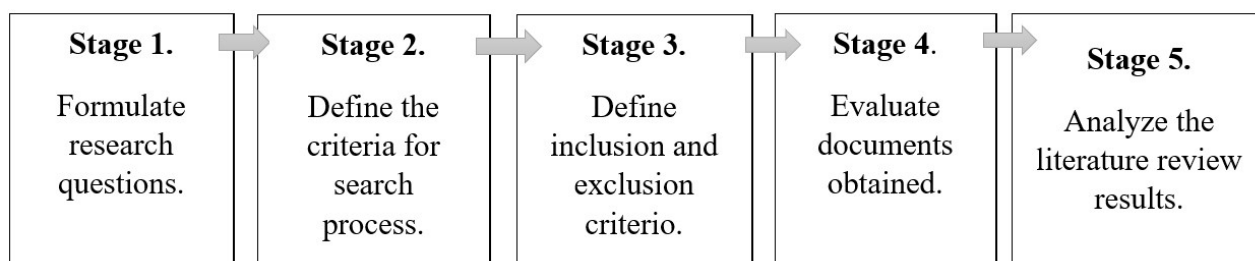 Stage 1.
Formulate
research
questions.
Stage 2.
Define the
criteria for
search
process.
Stage 3.
Define
inclusion and
exclusion
criterio.
Stage 4.
Evaluate
documents
obtained.
Stage 5.
Analyze the
literature review
results.